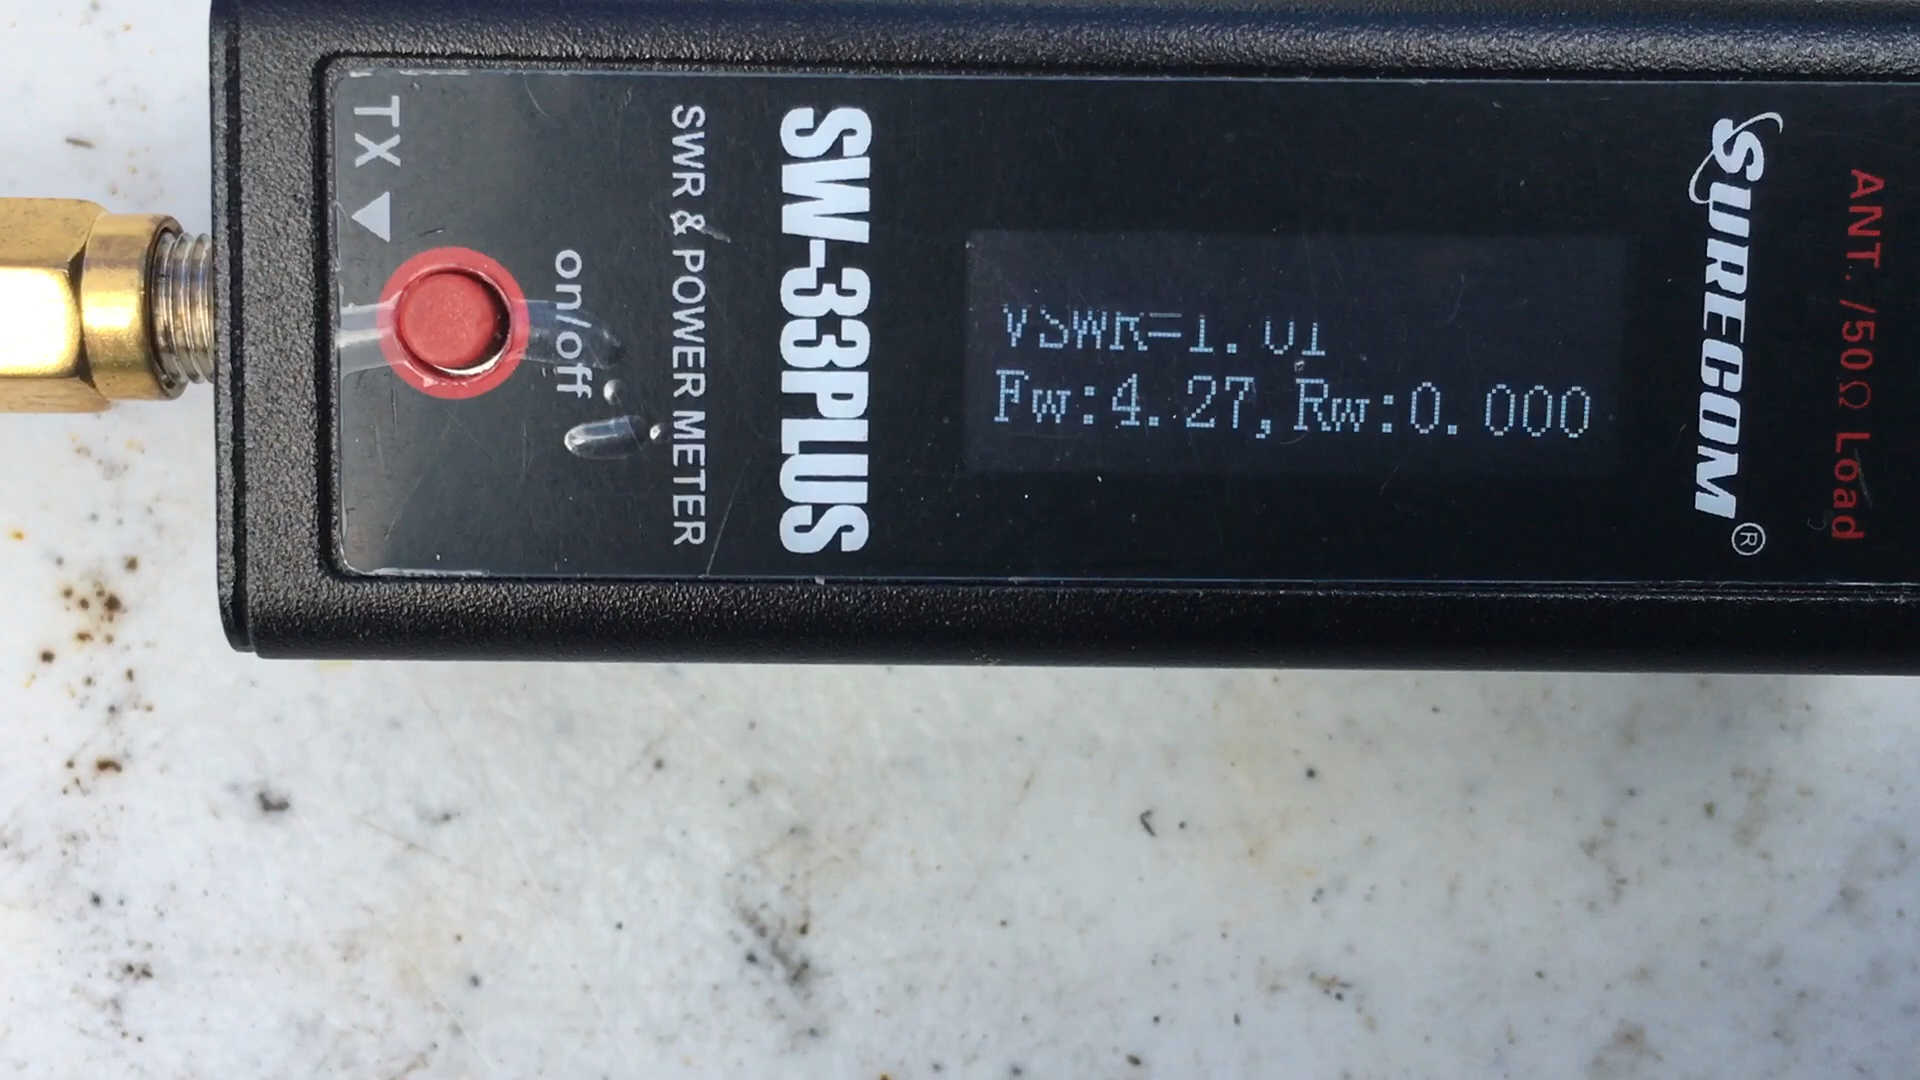 TX
on/off
SWR & POWER METER
SW-33PLUS
VSWR=1.01
Fw:4.27,Rw:0.000
SURECOM®
ANT./50Ω Load